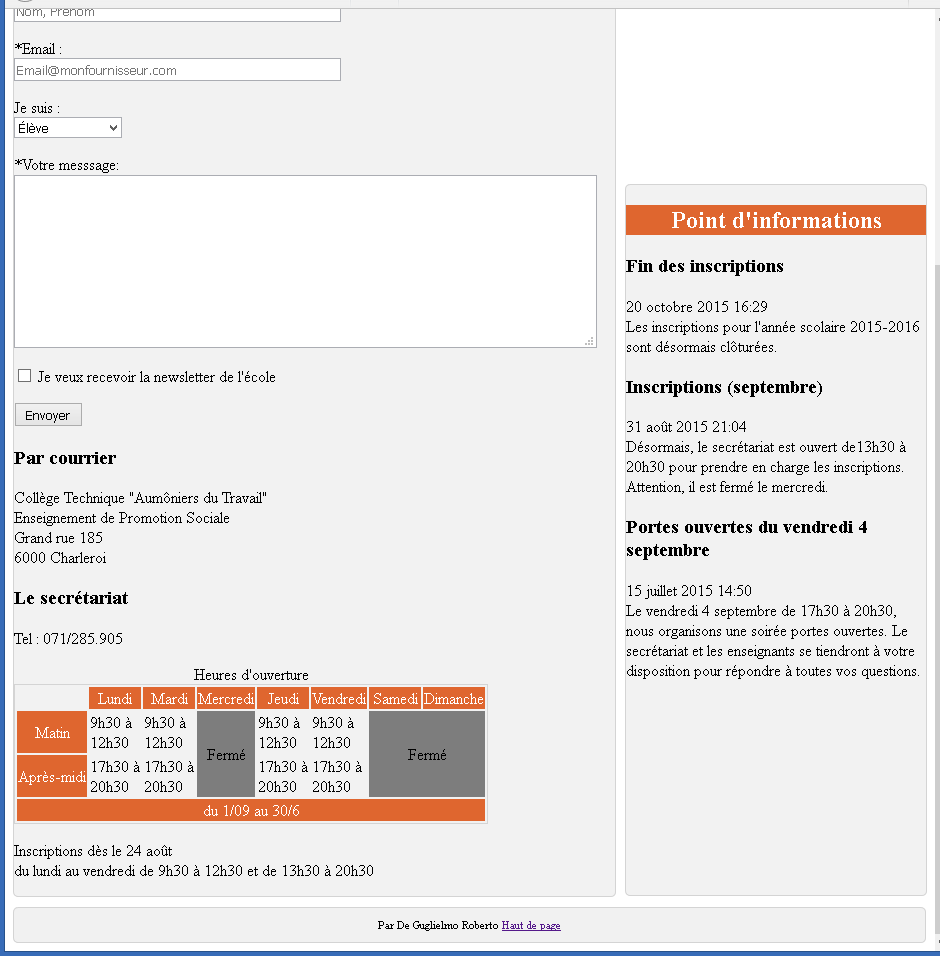 Nom, Prénom
*Email :
Email@monfournisseur.com
Je suis :
Élève
*Votre messsage:
Je veux recevoir la newsletter de l'école
Envoyer
Par courrier
Collège Technique "Aumôniers du Travail"
Enseignement de Promotion Sociale
Grand rue 185
6000 Charleroi
Le secrétariat
Tel : 071/285.905
Heures d'ouverture
Lundi Mardi Mercredi Jeudi Vendredi Samedi Dimanche
Matin 9h30 à 12h30 9h30 à 12h30 Fermé 9h30 à 12h30 9h30 à 12h30 Fermé
Après-midi 17h30 à 20h30 17h30 à 20h30 17h30 à 20h30 17h30 à 20h30
du 1/09 au 30/6
Inscriptions dès le 24 août
du lundi au vendredi de 9h30 à 12h30 et de 13h30 à 20h30
Point d'informations
Fin des inscriptions
20 octobre 2015 16:29
Les inscriptions pour l'année scolaire 2015-2016
sont désormais clôturées.
Inscriptions (septembre)
31 août 2015 21:04
Désormais, le secrétariat est ouvert de13h30 à
20h30 pour prendre en charge les inscriptions.
Attention, il est fermé le mercredi.
Portes ouvertes du vendredi 4
septembre
15 juillet 2015 14:50
Le vendredi 4 septembre de 17h30 à 20h30,
nous organisons une soirée portes ouvertes. Le
secrétariat et les enseignants se tiendront à votre
disposition pour répondre à toutes vos questions.
Par De Guglielmo Roberto Haut de page